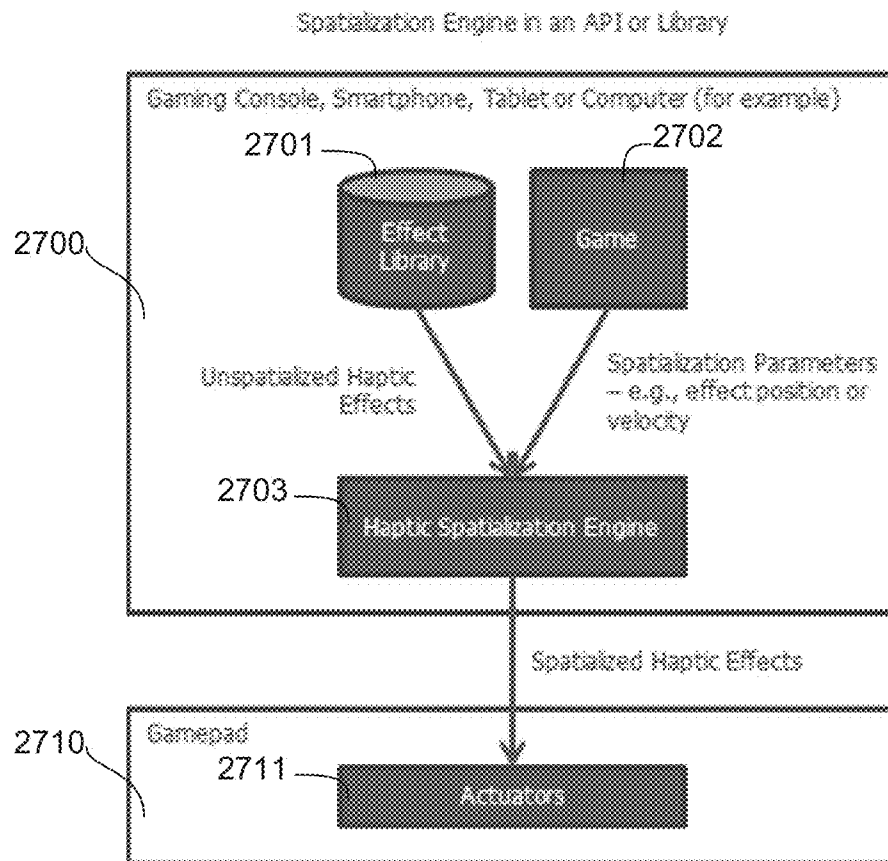 Spatialization Engine in an API or Library
Gaming Console, Smartphone, Tablet or Computer (for example)
2701
2702
Effect
Library
Game
2700
Unspatialized Haptic
Effects
Spatialization Parameters
– e.g., effect position or
velocity
2703
Haptic Spatialization Engine
Spatialized Haptic Effects
Gamepad
2710
2711
Actuators